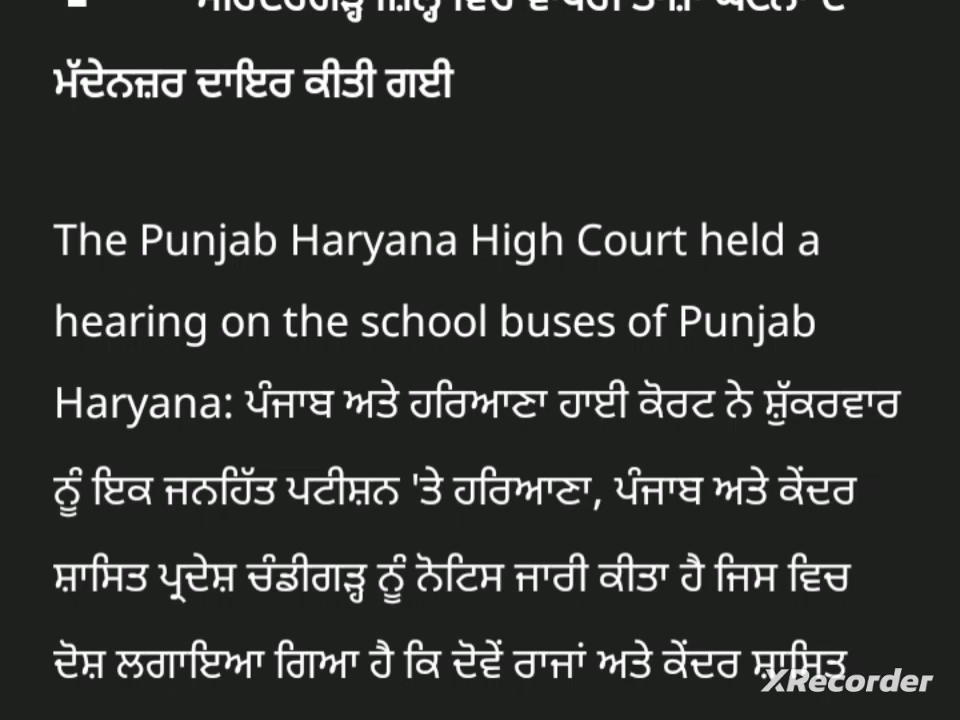 ਮੱਦੇਨਜ਼ਰ ਦਾਇਰ ਕੀਤੀ ਗਈ
The Punjab Haryana High Court held a
hearing on the school buses of Punjab
Haryana: ਪੰਜਾਬ ਅਤੇ ਹਰਿਆਣਾ ਹਾਈ ਕੋਰਟ ਨੇ ਸ਼ੁੱਕਰਵਾਰ
ਨੂੰ ਇਕ ਜਨਹਿੱਤ ਪਟੀਸ਼ਨ 'ਤੇ ਹਰਿਆਣਾ, ਪੰਜਾਬ ਅਤੇ ਕੇਂਦਰ
ਸ਼ਾਸਿਤ ਪ੍ਰਦੇਸ਼ ਚੰਡੀਗੜ੍ਹ ਨੂੰ ਨੋਟਿਸ ਜਾਰੀ ਕੀਤਾ ਹੈ ਜਿਸ ਵਿਚ
ਦੋਸ਼ ਲਗਾਇਆ ਗਿਆ ਹੈ ਕਿ ਦੋਵੇਂ ਰਾਜਾਂ ਅਤੇ ਕੇਂਦਰ ਸ਼ਾਸਿਤ
XRecorder